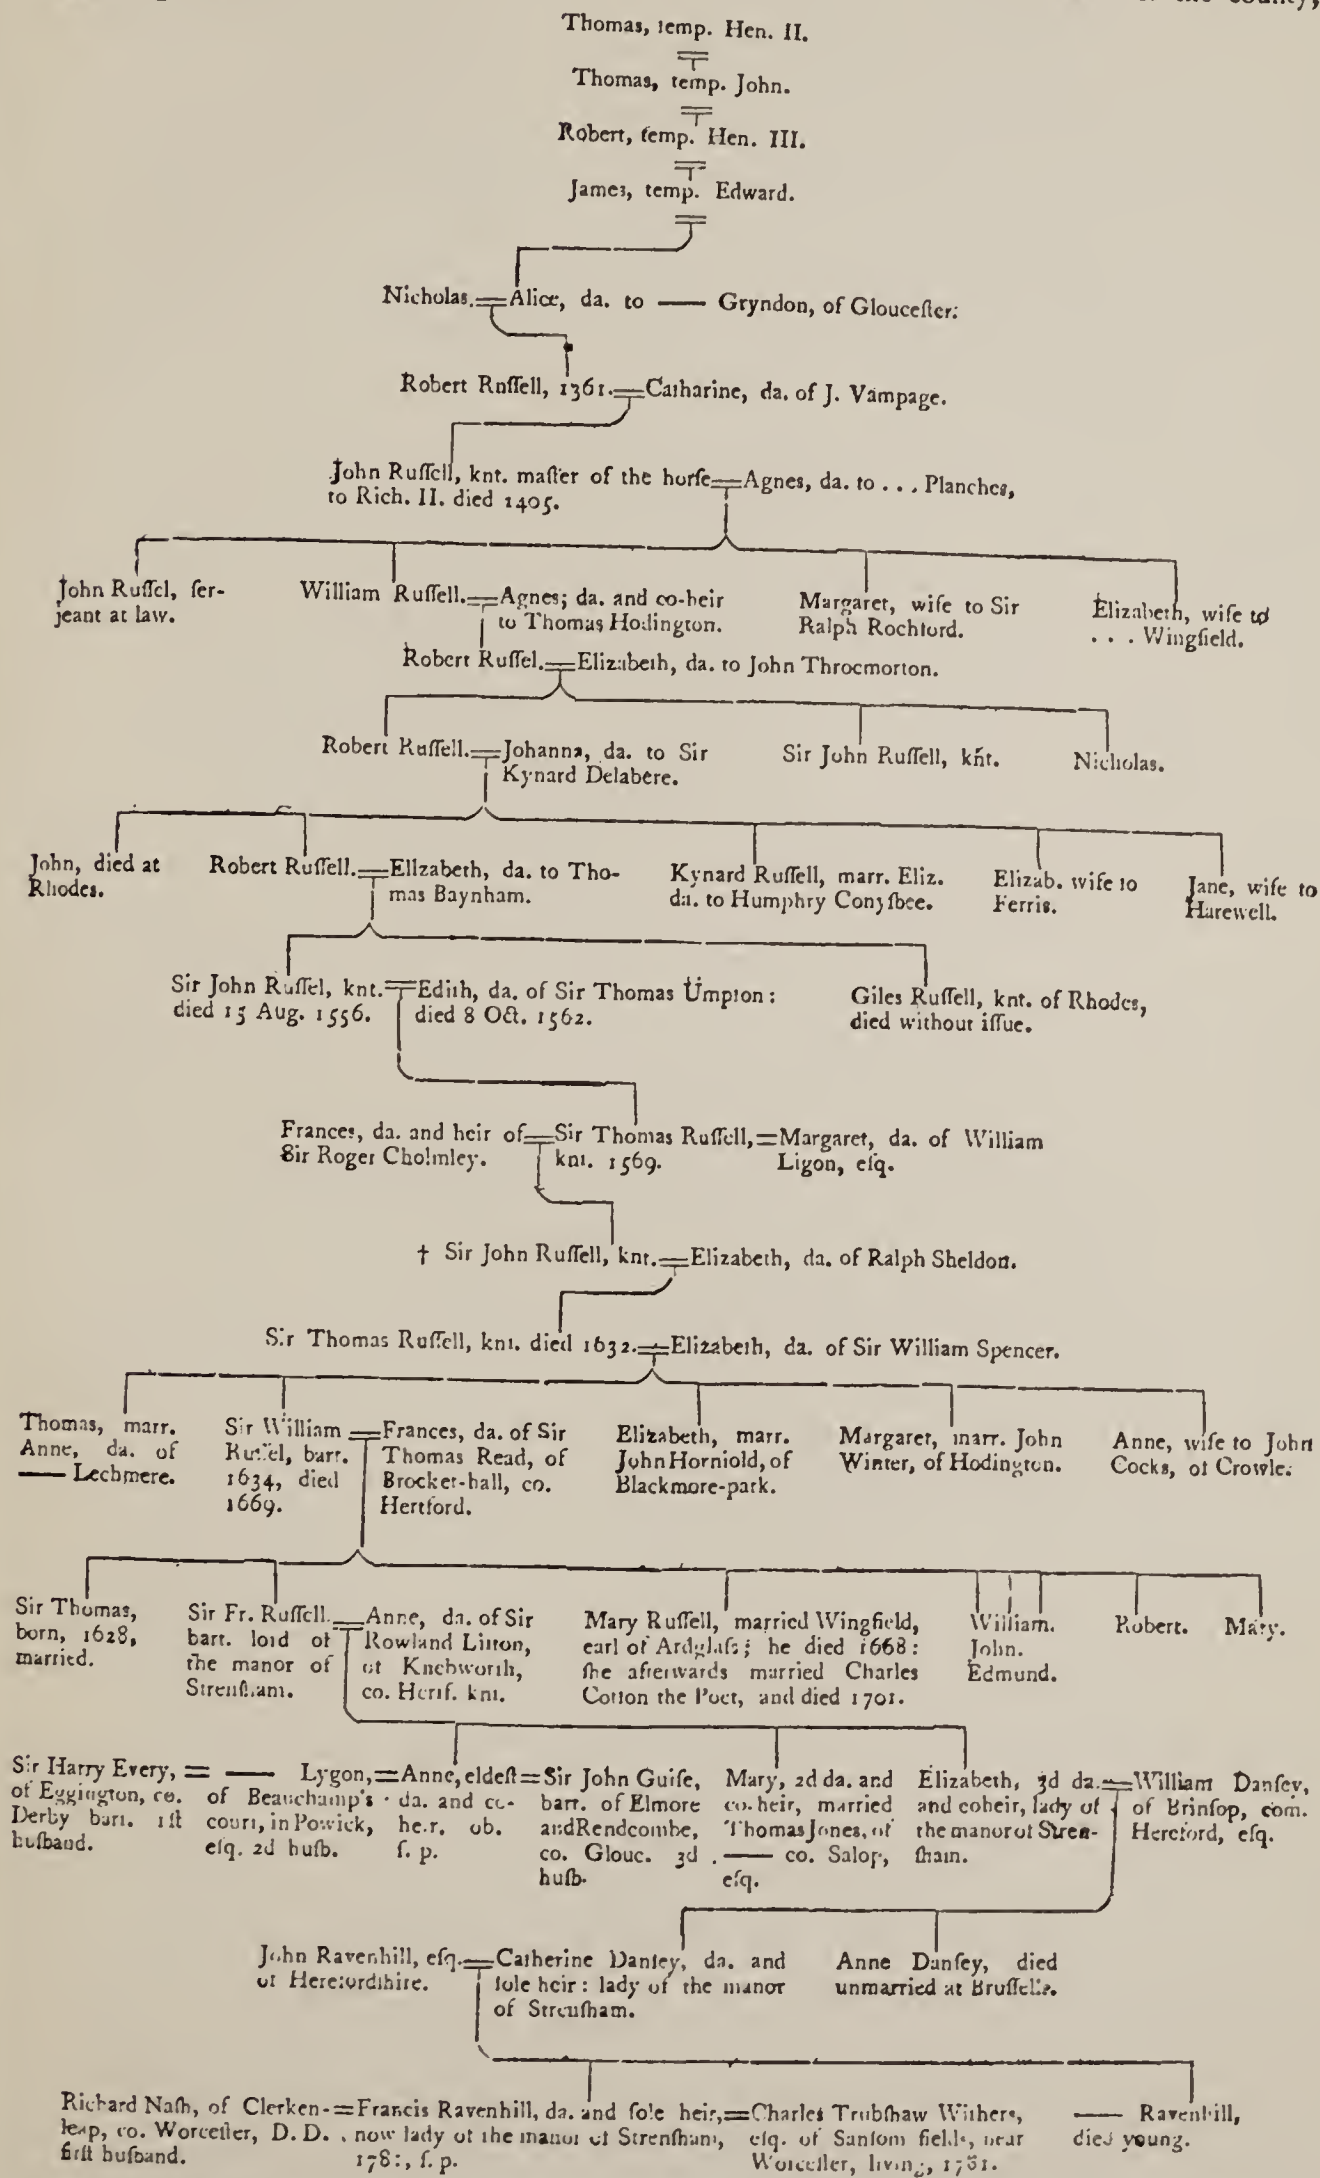 the county,
Thomas, temp. Hen. II.
Thomas, temp. John.
Robert, temp. Hen. III.
James, temp. Edward.
Nicholas. Alice, da. to —— Gryndon, of Glouceſter:
Robert Rnſſell, 1361. Catharine, da. of J. Vampage.
John Ruſſell, knt. maſter of the horſe Agnes, da. to ... Planches,
to Rich. II. died 1405.
John Ruſſel, ſer-
jeant at law.
William Ruſſell. Agnes; da. and co-heir
to Thomas Hodington.
Margaret, wife to Sir
Ralph Rochford.
Elizabeth, wife to
... Wingfield.
Robert Ruſſel. Elizabeth, da. to John Throcmorton.
Robert Ruſſell. Johanna, da. to Sir
Kynard Delabere.
Sir John Ruſſell, knt.
Nicholas.
John, died at
Rhodes.
Robert Ruſſell. Elizabeth, da. to Tho-
mas Baynham.
Kynard Ruſſell, marr. Eliz.
da. to Humphry Conyſbee.
Elizab. wife to
Ferris.
Jane, wife to
Harewell.
Sir John Ruſſel, knt.
died 15 Aug. 1556.
Edith, da. of Sir Thomas Umpton:
died 8 Oct. 1562.
Giles Ruſſell, knt. of Rhodes,
died without iſſue.
Frances, da. and heir of
Sir Roger Cholmley.
Sir Thomas Ruſſell,
knt. 1569.
Margaret, da. of William
Ligon, eſq.
† Sir John Ruſſell, knt. Elizabeth, da. of Ralph Sheldon.
Sir Thomas Ruſſell, knt. died 1632. Elizabeth, da. of Sir William Spencer.
Thomas, marr.
Anne, da. of
—— Lechmere.
Sir William
Ruſſel, bart.
1634, died
1669.
Frances, da. of Sir
Thomas Read, of
Brocket-hall, co.
Hertford.
Elizabeth, marr.
John Horniold, of
Blackmore-park.
Margaret, marr. John
Winter, of Hodington.
Anne, wife to John
Cocks, of Crowle.
Sir Thomas,
born, 1628,
married.
Sir Fr. Ruſſell.
bart. lord of
the manor of
Strenſham.
Anne, da. of Sir
Rowland Litton,
of Knebworth,
co. Hertf. knt.
Mary Ruſſell, married Wingfield,
earl of Ardglaſs; he died 1668:
ſhe afterwards married Charles
Cotton the Poet, and died 1701.
William.
John.
Edmund.
Robert.
Mary.
Sir Harry Every,
of Eggington, co.
Derby bart. 1ſt
huſband.
—— Lygon,
of Beauchamp's
court, in Powick,
eſq. 2d huſb.
Anne, eldeſt
da. and co-
heir. ob.
ſ. p.
Sir John Guiſe,
bart. of Elmore
and Rendcombe,
co. Glouc. 3d
huſb.
Mary, 2d da. and
co.heir, married
Thomas Jones, of
—— co. Salop,
eſq.
Elizabeth, 3d da.
and coheir, lady of
the manor of Stren-
ſham.
William Danſey,
of Brinſop, com.
Hereford, eſq.
John Ravenhill, eſq.
of Herefordſhire.
Catherine Danſey, da. and
ſole heir: lady of the manor
of Strenſham.
Anne Danſey, died
unmarried at Bruſſells.
Richard Naſh, of Clerken-
leap, co. Worceſter, D. D.
firſt huſband.
Francis Ravenhill, da. and ſole heir,
now lady of the manor of Strenſham,
ſ. p.
Charles Trubſhaw Withers,
eſq. of Sanſom fields, near
Worceſter, living, 1781.
—— Ravenhill,
died young.